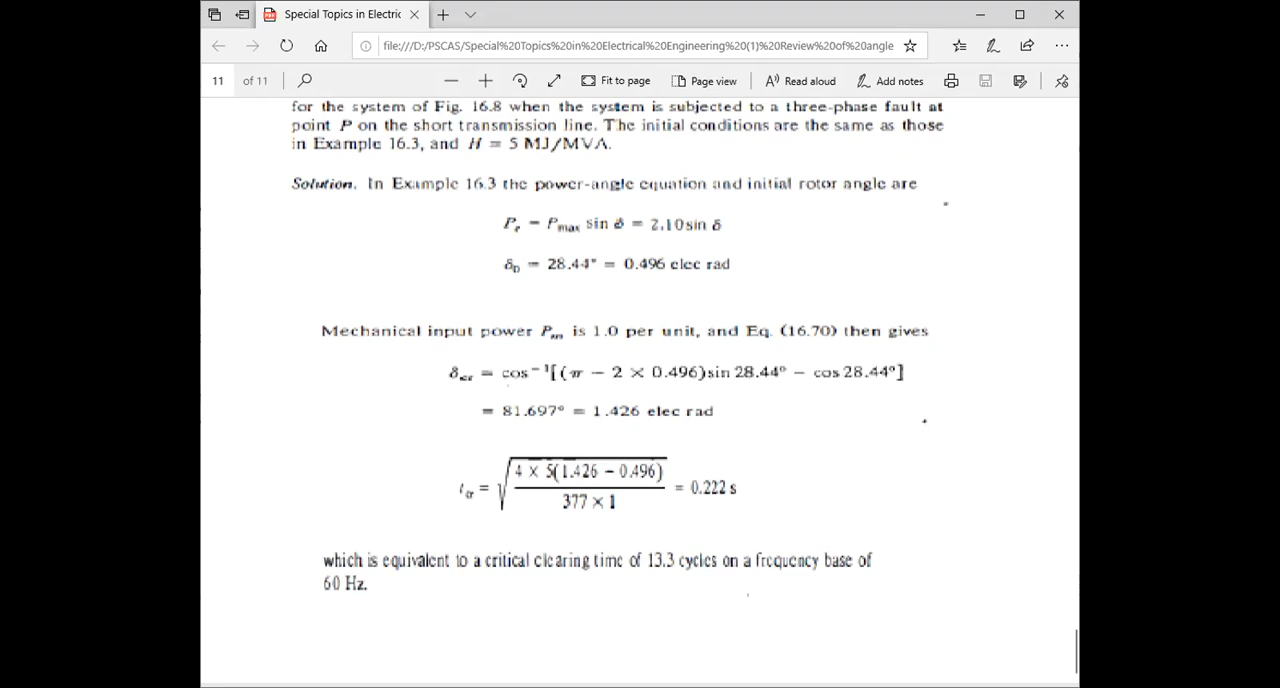 Special Topics in Electric
file:///D:/PSCAS/Special%20Topics%20in%20Electrical%20Engineering%20(1)%20Review%20of%20angle
11 of 11 Fit to page Page view Read aloud Add notes
for the system of Fig. 16.8 when the system is subjected to a three-phase fault at
point P on the short transmission line. The initial conditions are the same as those
in Example 16.3, and H = 5 MJ/MVA.
Solution. In Example 16.3 the power-angle equation and initial rotor angle are
Pe = Pmax sin δ = 2.10 sin δ
δ0 = 28.44° = 0.496 elec rad
Mechanical input power Pm is 1.0 per unit, and Eq. (16.70) then gives
δcr = cos⁻¹[(π − 2 × 0.496)sin 28.44° − cos 28.44°]
= 81.697° = 1.426 elec rad
tcr = √(4 × 5(1.426 − 0.496) / 377 × 1) = 0.222 s
which is equivalent to a critical clearing time of 13.3 cycles on a frequency base of
60 Hz.